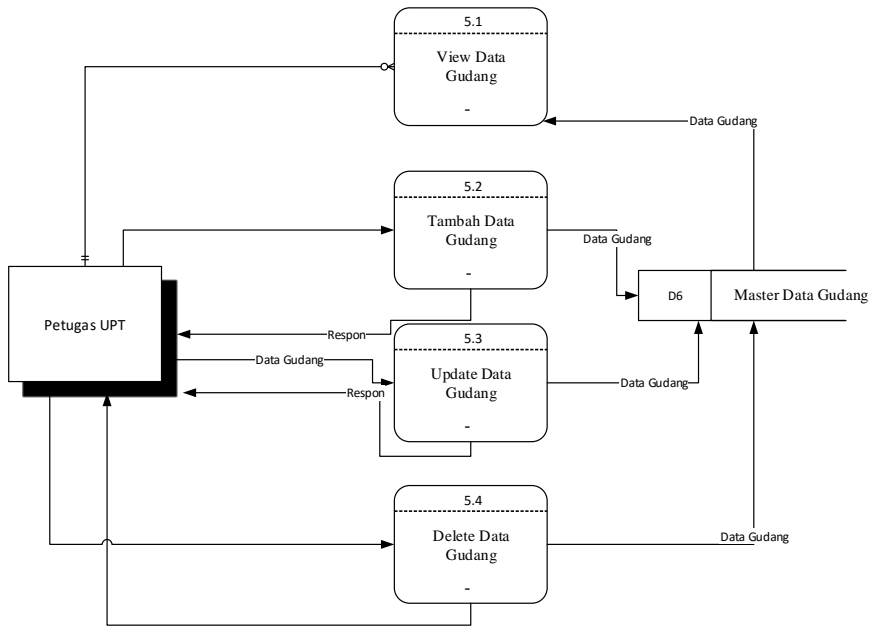 5.1
View Data
Gudang
-
Data Gudang
5.2
Tambah Data
Gudang
-
Data Gudang
D6
Master Data Gudang
Petugas UPT
Respon
5.3
Update Data
Gudang
-
Data Gudang
Data Gudang
Respon
5.4
Delete Data
Gudang
-
Data Gudang